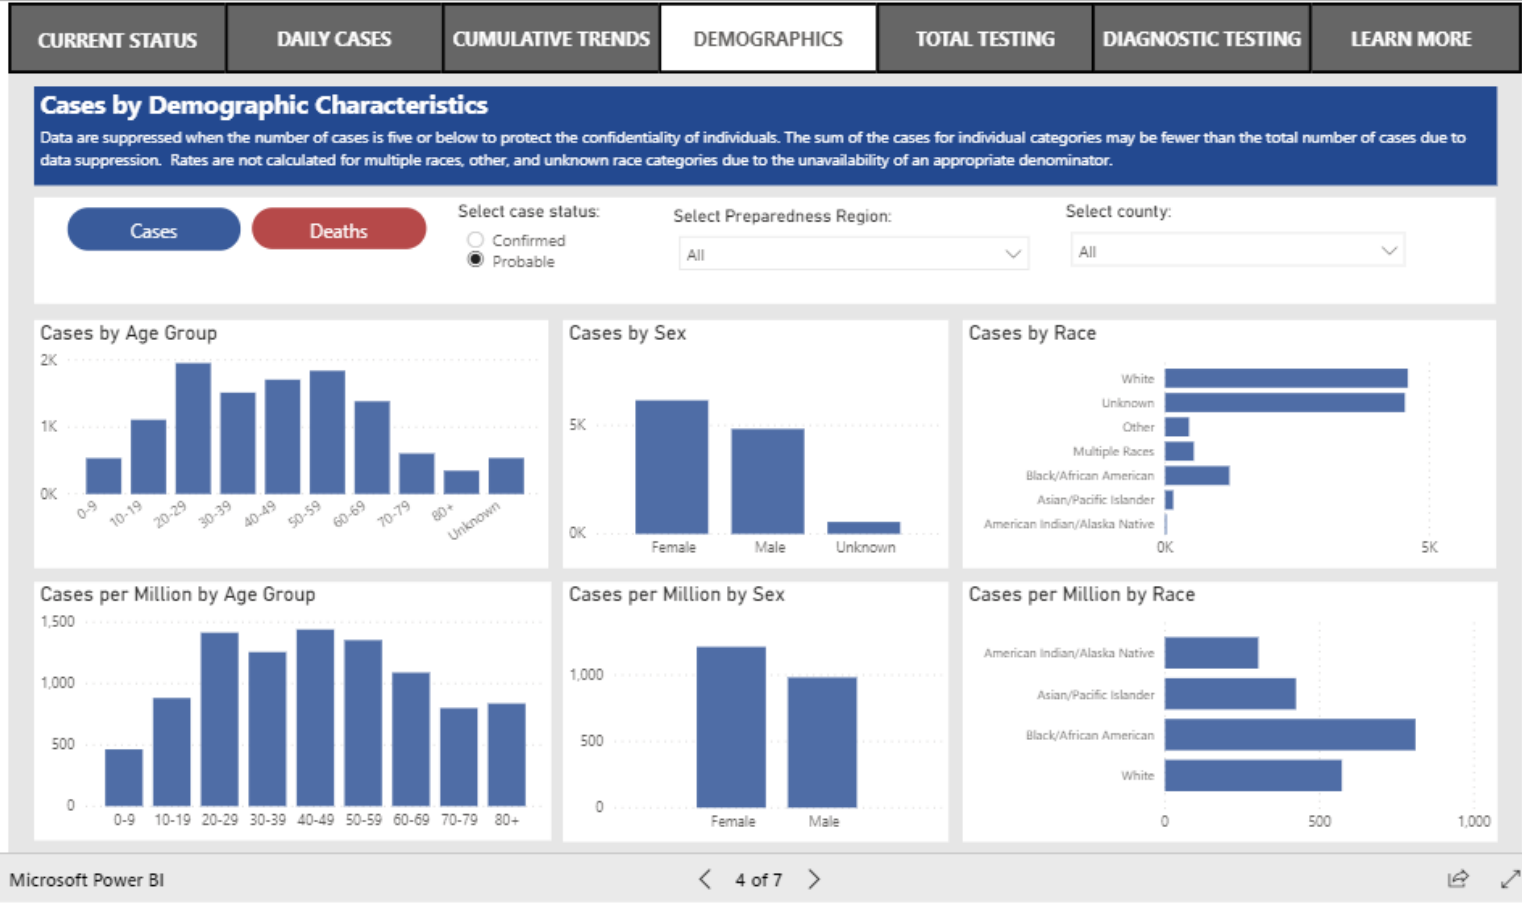 CURRENT STATUS
DAILY CASES
CUMULATIVE TRENDS
DEMOGRAPHICS
TOTAL TESTING
DIAGNOSTIC TESTING
LEARN MORE
Cases by Demographic Characteristics
Data are suppressed when the number of cases is five or below to protect the confidentiality of individuals. The sum of the cases for individual categories may be fewer than the total number of cases due to
data suppression. Rates are not calculated for multiple races, other, and unknown race categories due to the unavailability of an appropriate denominator.
Cases
Deaths
Select case status:
Confirmed
Probable
Select Preparedness Region:
All
Select county:
All
Cases by Age Group
2K
1K
0K
0-9
10-19
20-29
30-39
40-49
50-59
60-69
70-79
80+
Unknown
Cases by Sex
5K
0K
Female
Male
Unknown
Cases by Race
White
Unknown
Other
Multiple Races
Black/African American
Asian/Pacific Islander
American Indian/Alaska Native
0K
5K
Cases per Million by Age Group
1,500
1,000
500
0
0-9
10-19
20-29
30-39
40-49
50-59
60-69
70-79
80+
Cases per Million by Sex
1,000
500
0
Female
Male
Cases per Million by Race
American Indian/Alaska Native
Asian/Pacific Islander
Black/African American
White
0
500
1,000
Microsoft Power BI
4 of 7